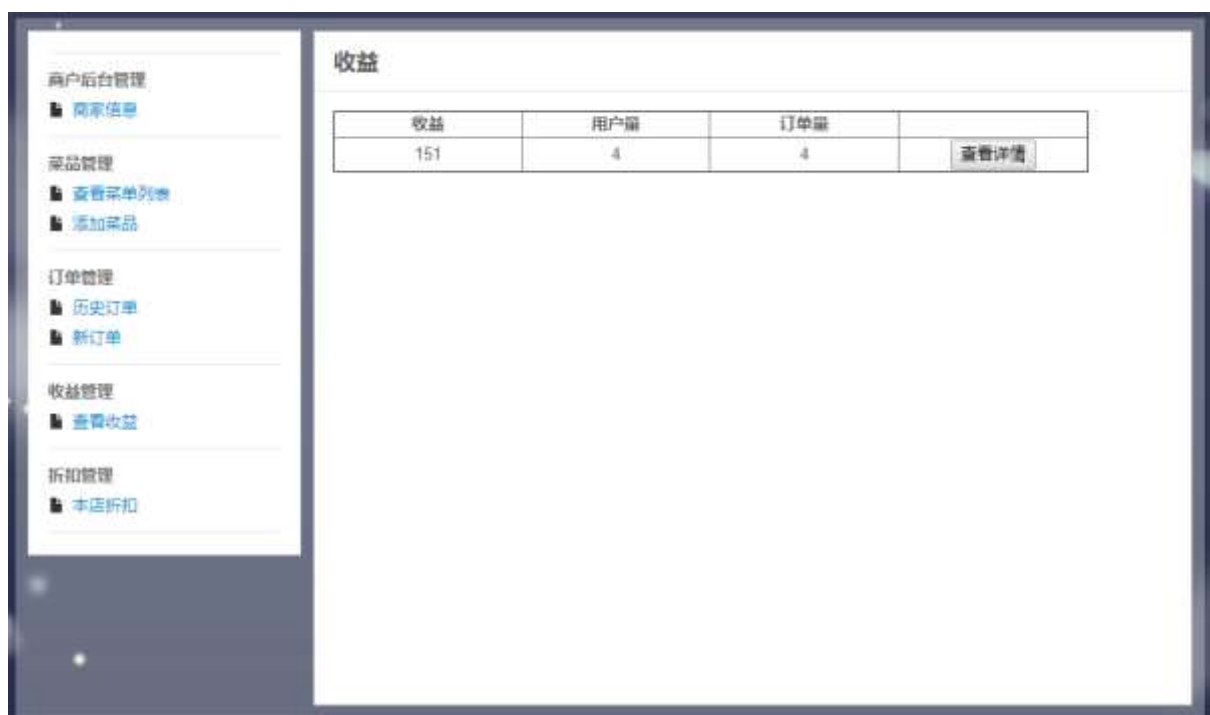 商户后台管理
商家信息
菜品管理
查看菜单列表
添加菜品
订单管理
历史订单
新订单
收益管理
查看收益
折扣管理
本店折扣
收益
收益 用户量 订单量
151 4 4 查看详情